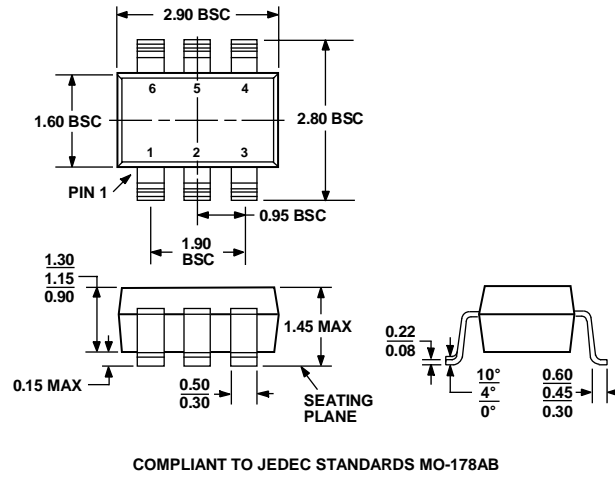 2.90 BSC
6 5 4
1.60 BSC
2.80 BSC
1 2 3
PIN 1
0.95 BSC
1.90
BSC
1.30
1.15
0.90
1.45 MAX
0.15 MAX
0.50
0.30
SEATING
PLANE
0.22
0.08
10°
4°
0°
0.60
0.45
0.30
COMPLIANT TO JEDEC STANDARDS MO-178AB